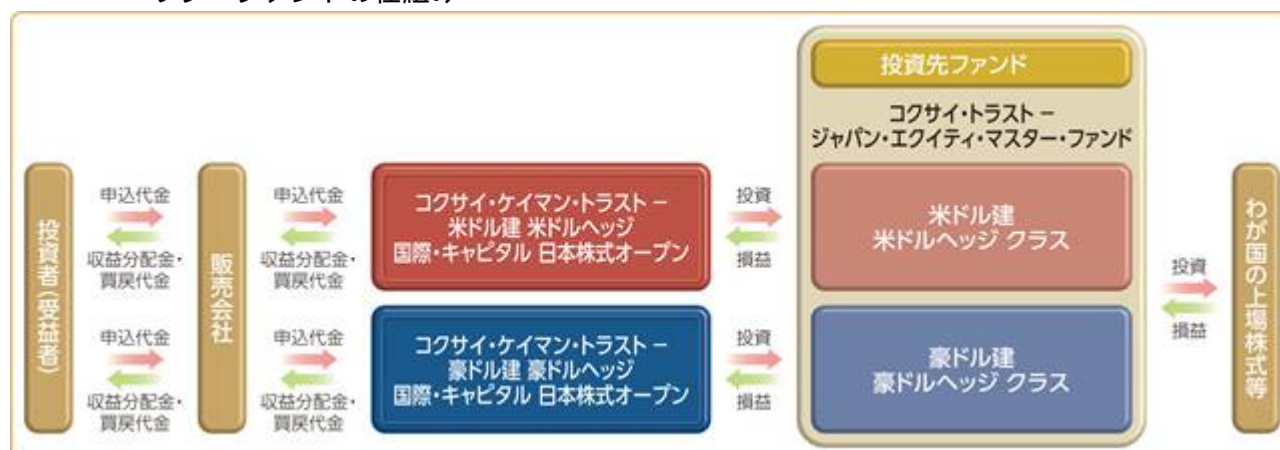 投資先ファンド
コクサイ・トラスト－
ジャパン・エクイティ・マスター・ファンド
投資者(受益者)
申込代金
収益分配金・
買戻代金
申込代金
収益分配金・
買戻代金
販売会社
申込代金
収益分配金・
買戻代金
申込代金
収益分配金・
買戻代金
コクサイ・ケイマン・トラスト－
米ドル建 米ドルヘッジ
国際・キャピタル 日本株式オープン
コクサイ・ケイマン・トラスト－
豪ドル建 豪ドルヘッジ
国際・キャピタル 日本株式オープン
投資
損益
投資
損益
米ドル建
米ドルヘッジ クラス
豪ドル建
豪ドルヘッジ クラス
投資
損益
わが国の上場株式等